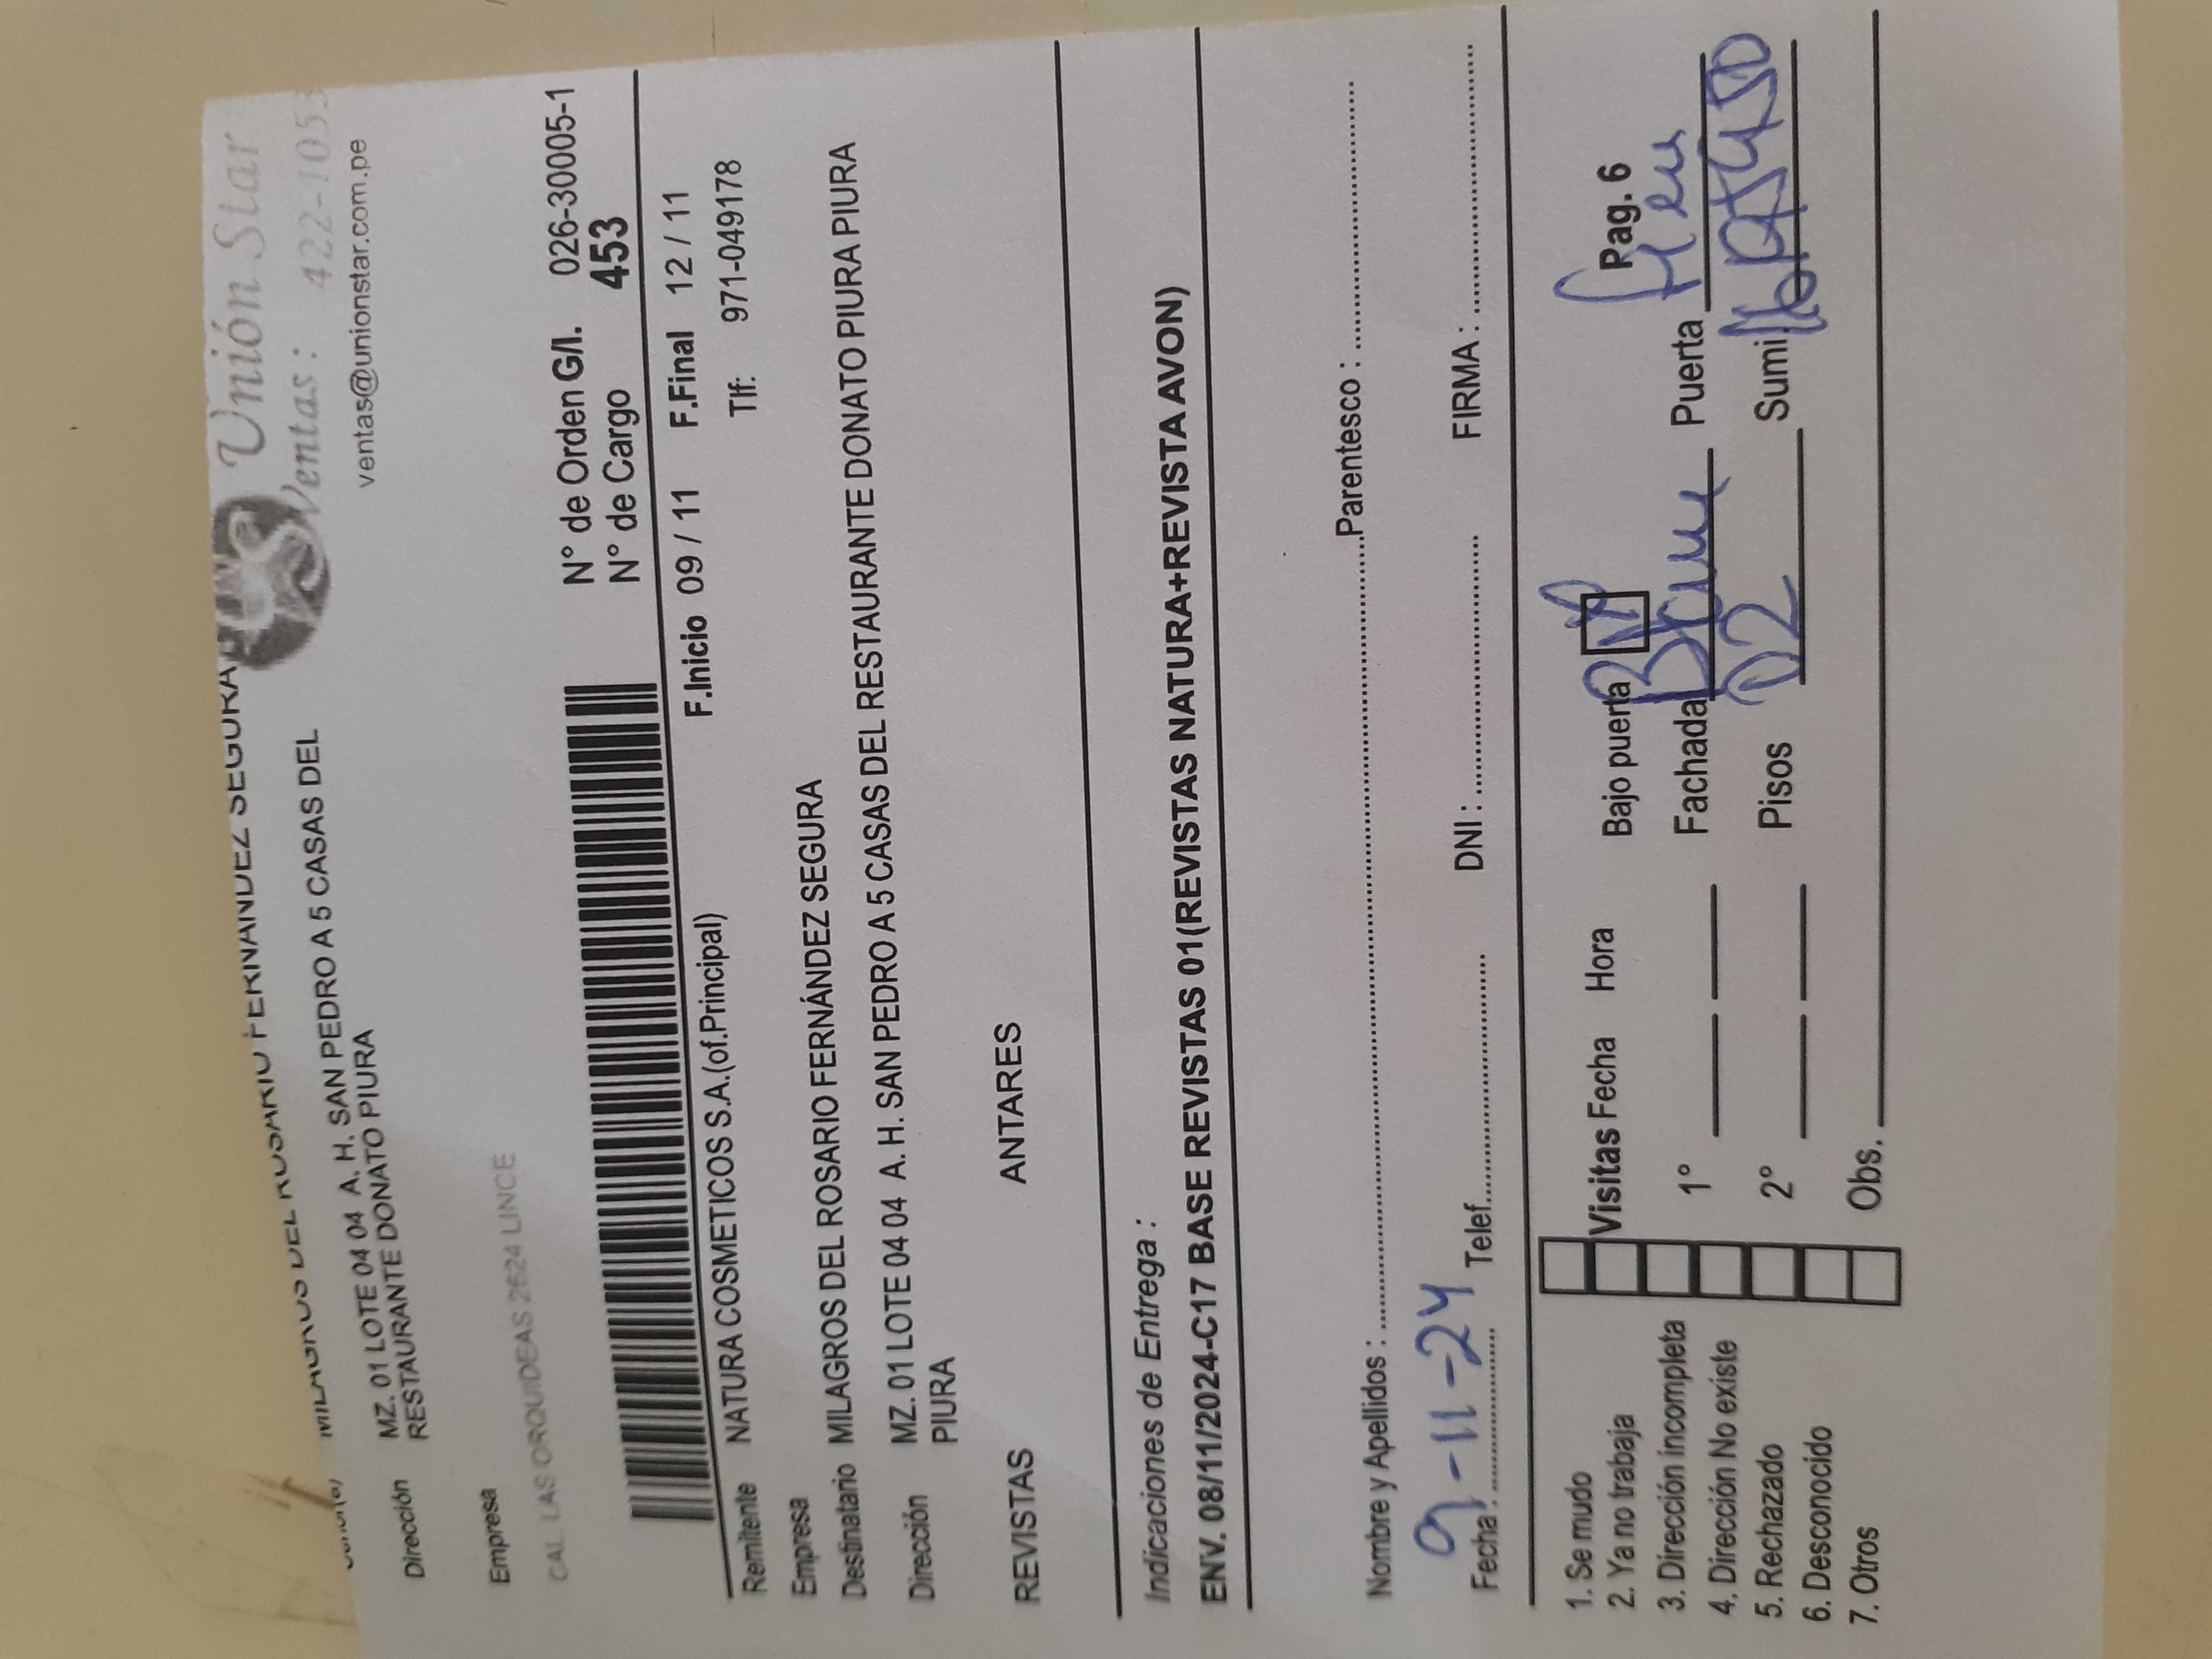 MILAGROS DEL ROSARIO FERNÁNDEZ SEGURA
Unión Star
Ventas: 422-105
ventas@unionstar.com.pe
Dirección MZ. 01 LOTE 04 04 A. H. SAN PEDRO A 5 CASAS DEL
RESTAURANTE DONATO PIURA
Empresa
CAL. LAS ORQUIDEAS 2624 LINCE
N° de Orden G/I. 026-30005-1
N° de Cargo 453
F.Inicio 09 / 11 F.Final 12 / 11
Remitente NATURA COSMETICOS S.A.(of.Principal) Tlf: 971-049178
Empresa
Destinatario MILAGROS DEL ROSARIO FERNÁNDEZ SEGURA
Dirección MZ. 01 LOTE 04 04 A. H. SAN PEDRO A 5 CASAS DEL RESTAURANTE DONATO PIURA PIURA
PIURA
REVISTAS ANTARES
Indicaciones de Entrega :
ENV. 08/11/2024-C17 BASE REVISTAS 01(REVISTAS NATURA+REVISTA AVON)
Nombre y Apellidos : Parentesco :
9-11-24
Fecha : Telef. DNI : FIRMA :
Pag. 6
1. Se mudo
2. Ya no trabaja
3. Dirección incompleta
4. Dirección No existe
5. Rechazado
6. Desconocido
7. Otros
Visitas Fecha Hora Bajo puerta
1° Fachada Puerta
2° Pisos 02 Sumi
Obs.